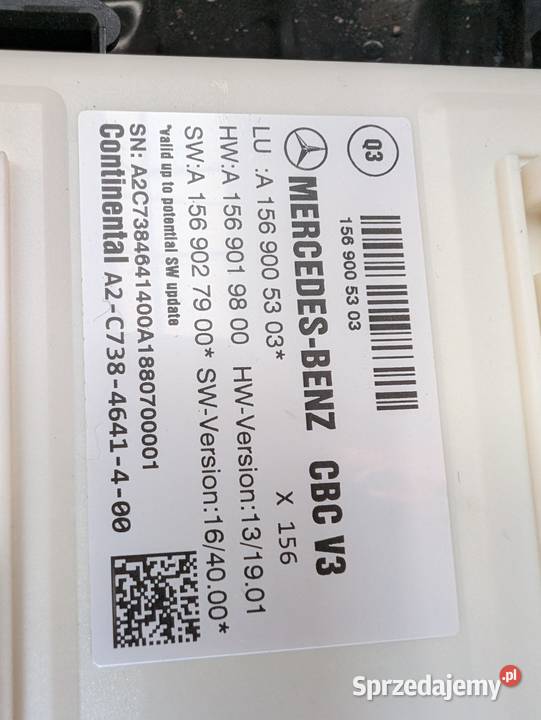 Q3
156 900 53 03
MERCEDES-BENZ CBC V3
X 156
LU :A 156 900 53 03*
HW:A 156 901 98 00 HW-Version:13/19.01
SW:A 156 902 79 00* SW-Version:16/40.00*
*valid up to potential SW update
SN: A2C7384641400A1880700001
Continental A2-C738-4641-4-00
Sprzedajemy.pl